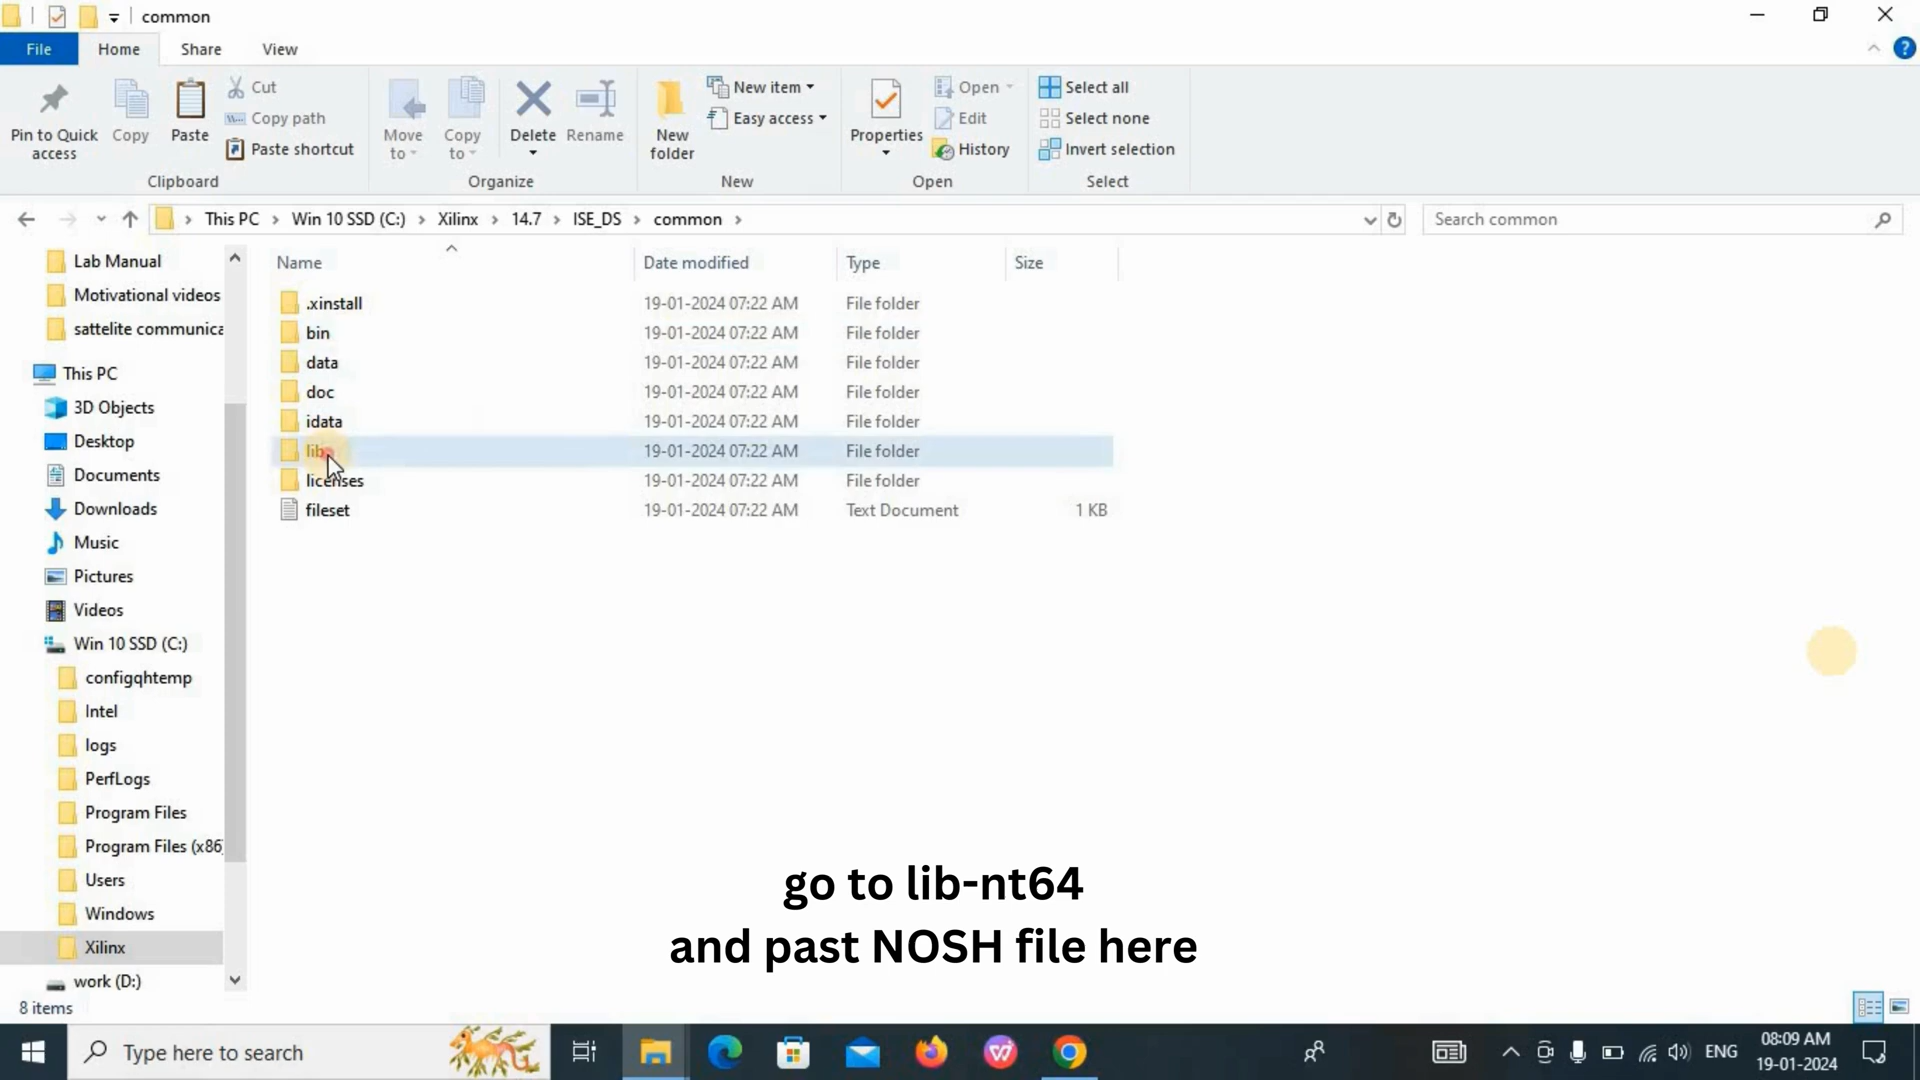 common
File Home Share View
Pin to Quick access
Copy
Paste
Cut
Copy path
Paste shortcut
Clipboard
Move to
Copy to
Delete
Rename
Organize
New folder
New item
Easy access
New
Properties
Open
Edit
History
Open
Select all
Select none
Invert selection
Select
This PC > Win 10 SSD (C:) > Xilinx > 14.7 > ISE_DS > common >
Search common
Lab Manual
Motivational videos
sattelite communica
This PC
3D Objects
Desktop
Documents
Downloads
Music
Pictures
Videos
Win 10 SSD (C:)
configqhtemp
Intel
logs
PerfLogs
Program Files
Program Files (x86)
Users
Windows
Xilinx
work (D:)
Name Date modified Type Size
.xinstall 19-01-2024 07:22 AM File folder
bin 19-01-2024 07:22 AM File folder
data 19-01-2024 07:22 AM File folder
doc 19-01-2024 07:22 AM File folder
idata 19-01-2024 07:22 AM File folder
lib 19-01-2024 07:22 AM File folder
licenses 19-01-2024 07:22 AM File folder
fileset 19-01-2024 07:22 AM Text Document 1 KB
go to lib-nt64
and past NOSH file here
8 items
Type here to search
ENG
08:09 AM
19-01-2024